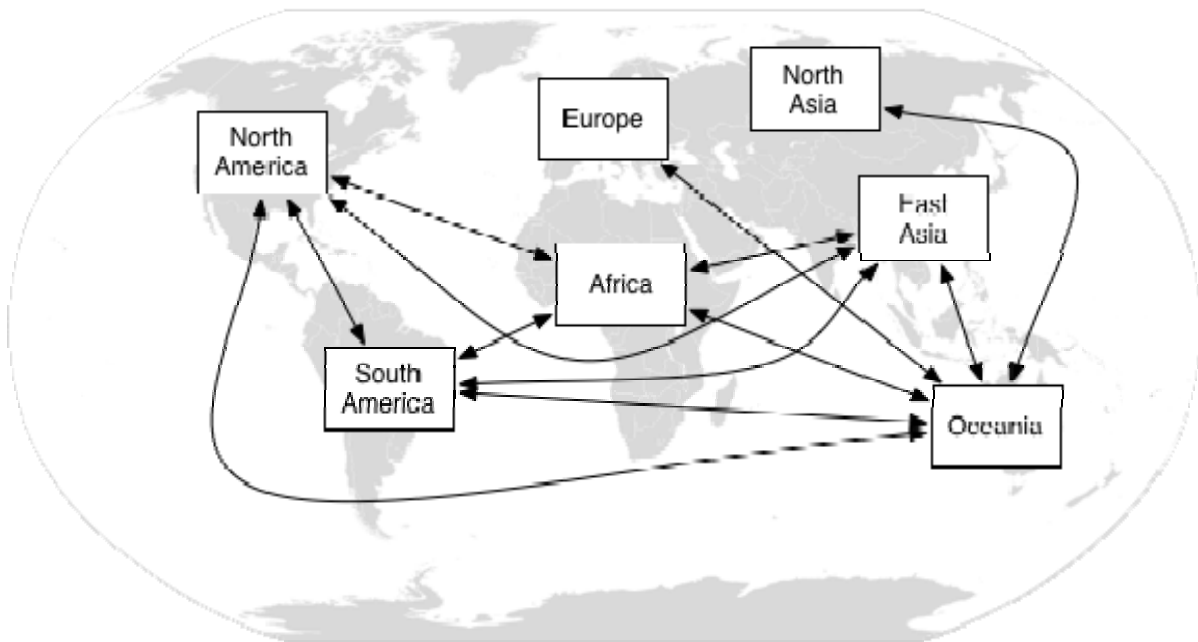 North
Asia
Europe
North
America
East
Asia
Africa
South
America
Oceania